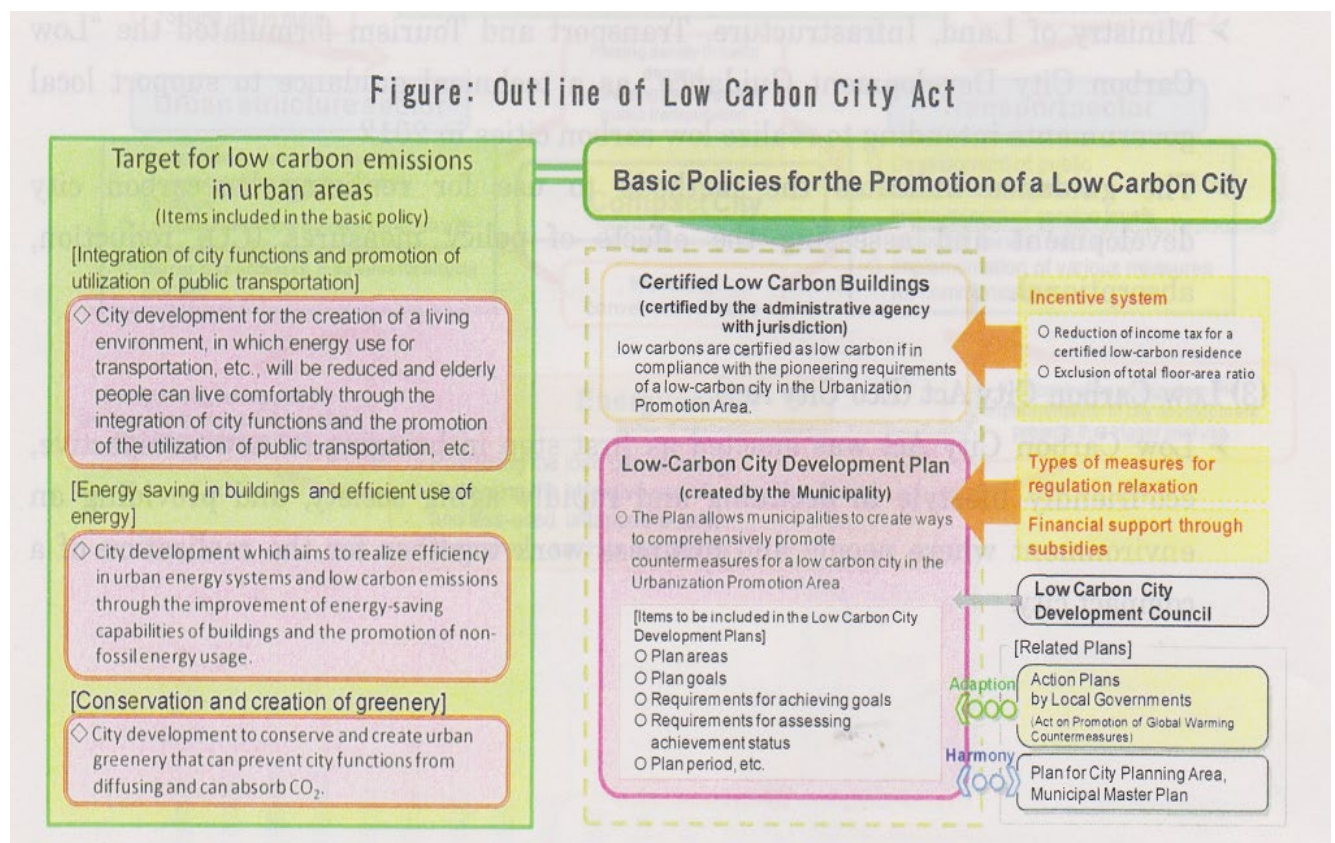 Figure: Outline of Low Carbon City Act
Target for low carbon emissions
in urban areas
(Items included in the basic policy)
[Integration of city functions and promotion of
utilization of public transportation]
◇ City development for the creation of a living
environment, in which energy use for
transportation, etc., will be reduced and elderly
people can live comfortably through the
integration of city functions and the promotion
of the utilization of public transportation, etc.
[Energy saving in buildings and efficient use of
energy]
◇ City development which aims to realize efficiency
in urban energy systems and low carbon emissions
through the improvement of energy-saving
capabilities of buildings and the promotion of non-
fossil energy usage.
[Conservation and creation of greenery]
◇ City development to conserve and create urban
greenery that can prevent city functions from
diffusing and can absorb CO₂.
Basic Policies for the Promotion of a Low Carbon City
Certified Low Carbon Buildings
(certified by the administrative agency
with jurisdiction)
low carbons are certified as low carbon if in
compliance with the pioneering requirements
of a low-carbon city in the Urbanization
Promotion Area.
Incentive system
○ Reduction of income tax for a
certified low-carbon residence
○ Exclusion of total floor-area ratio
Low-Carbon City Development Plan
(created by the Municipality)
○ The Plan allows municipalities to create ways
to comprehensively promote
countermeasures for a low carbon city in the
Urbanization Promotion Area.
[Items to be included in the Low Carbon City
Development Plans]
○ Plan areas
○ Plan goals
○ Requirements for achieving goals
○ Requirements for assessing
achievement status
○ Plan period, etc.
Types of measures for
regulation relaxation
Financial support through
subsidies
Low Carbon City
Development Council
[Related Plans]
Adaption
Action Plans
by Local Governments
(Act on Promotion of Global Warming
Countermeasures)
Harmony
Plan for City Planning Area,
Municipal Master Plan